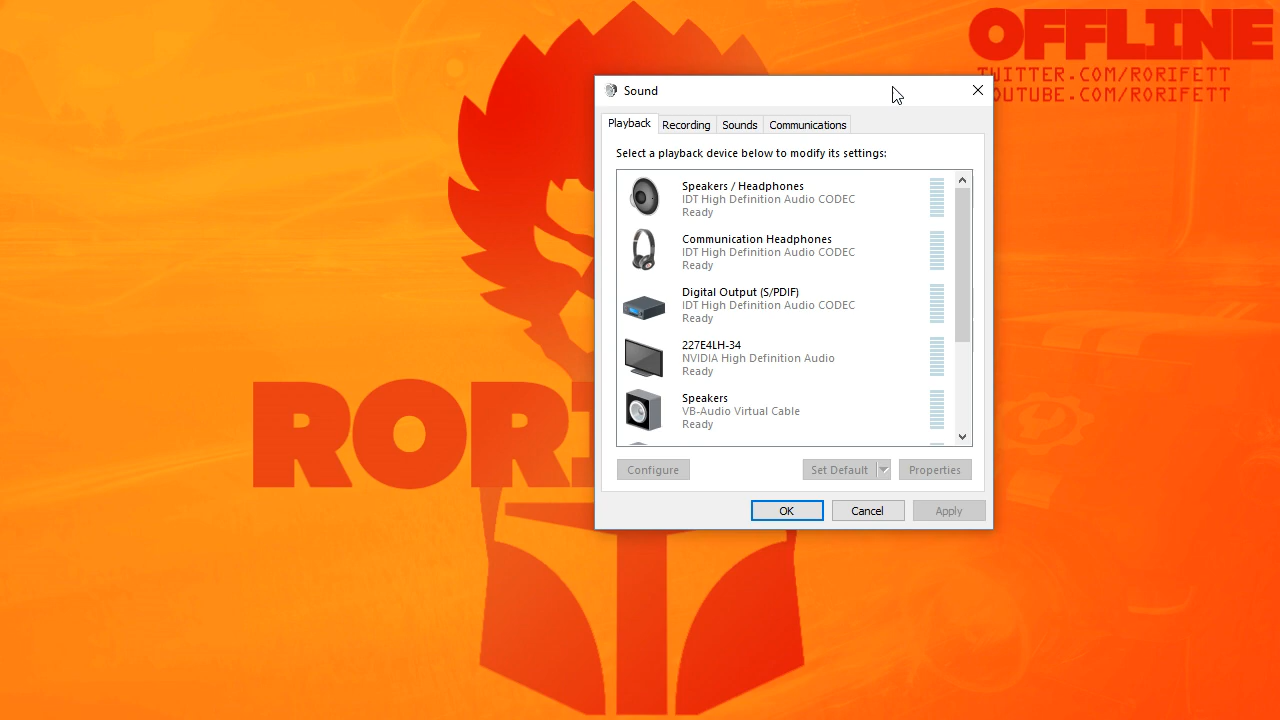 OFFLINE
TWITTER.COM/RORIFETT
OUTUBE.COM/RORIFETT
Sound
Playback
Recording
Sounds
Communications
Select a playback device below to modify its settings:
Speakers / Headphones
IDT High Definition Audio CODEC
Ready
Communication Headphones
IDT High Definition Audio CODEC
Ready
Digital Output (S/PDIF)
IDT High Definition Audio CODEC
Ready
227E4LH-34
NVIDIA High Definition Audio
Ready
Speakers
VB-Audio Virtual Cable
Ready
Configure
Set Default
Properties
OK
Cancel
Apply
ROR